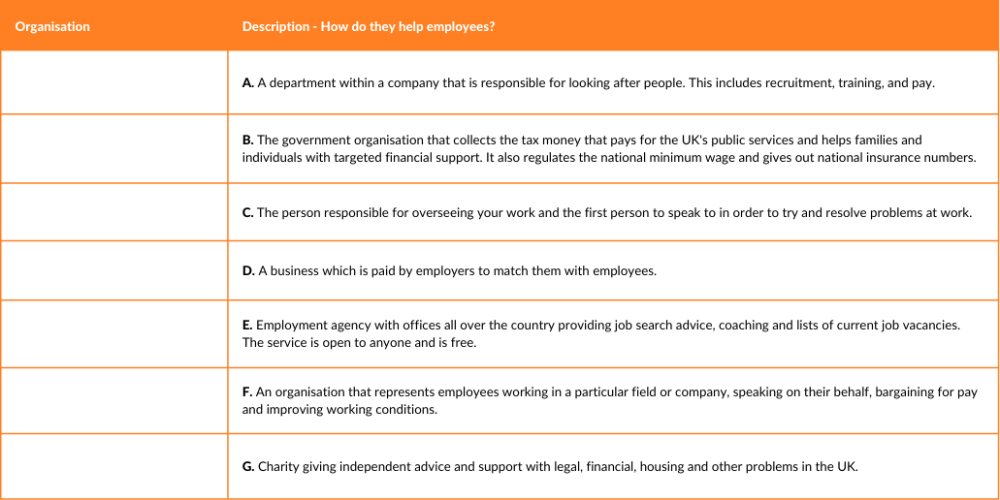 Organisation
Description - How do they help employees?
A. A department within a company that is responsible for looking after people. This includes recruitment, training, and pay.
B. The government organisation that collects the tax money that pays for the UK's public services and helps families and
individuals with targeted financial support. It also regulates the national minimum wage and gives out national insurance numbers.
C. The person responsible for overseeing your work and the first person to speak to in order to try and resolve problems at work.
D. A business which is paid by employers to match them with employees.
E. Employment agency with offices all over the country providing job search advice, coaching and lists of current job vacancies.
The service is open to anyone and is free.
F. An organisation that represents employees working in a particular field or company, speaking on their behalf, bargaining for pay
and improving working conditions.
G. Charity giving independent advice and support with legal, financial, housing and other problems in the UK.